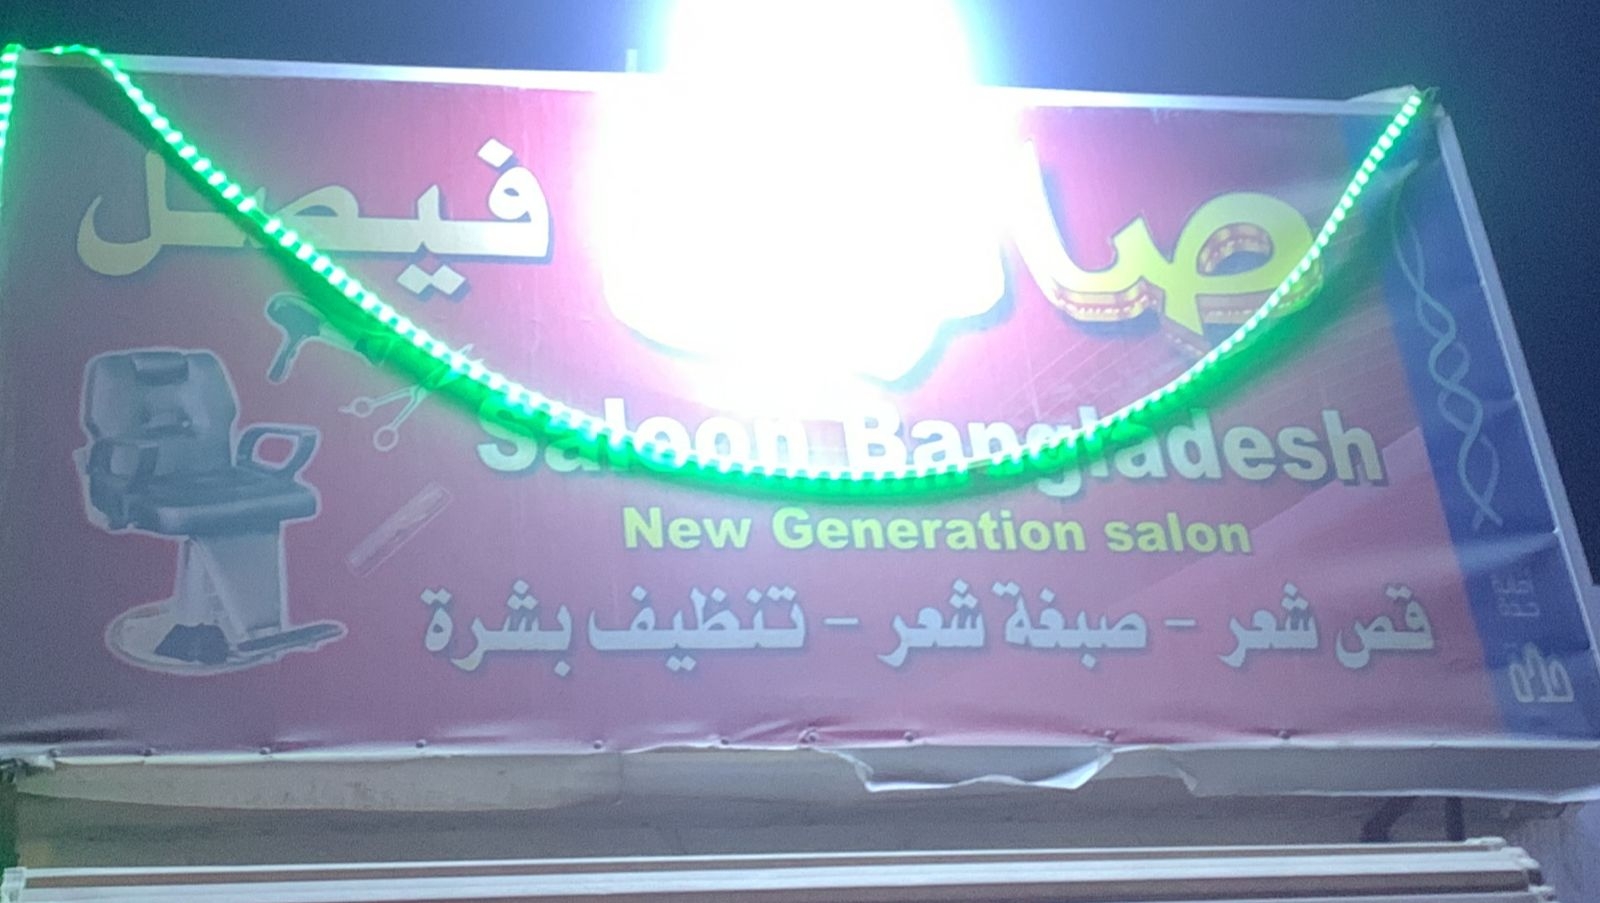 فيصل
Saloon Bangladesh
New Generation salon
قص شعر - صبغة شعر - تنظيف بشرة